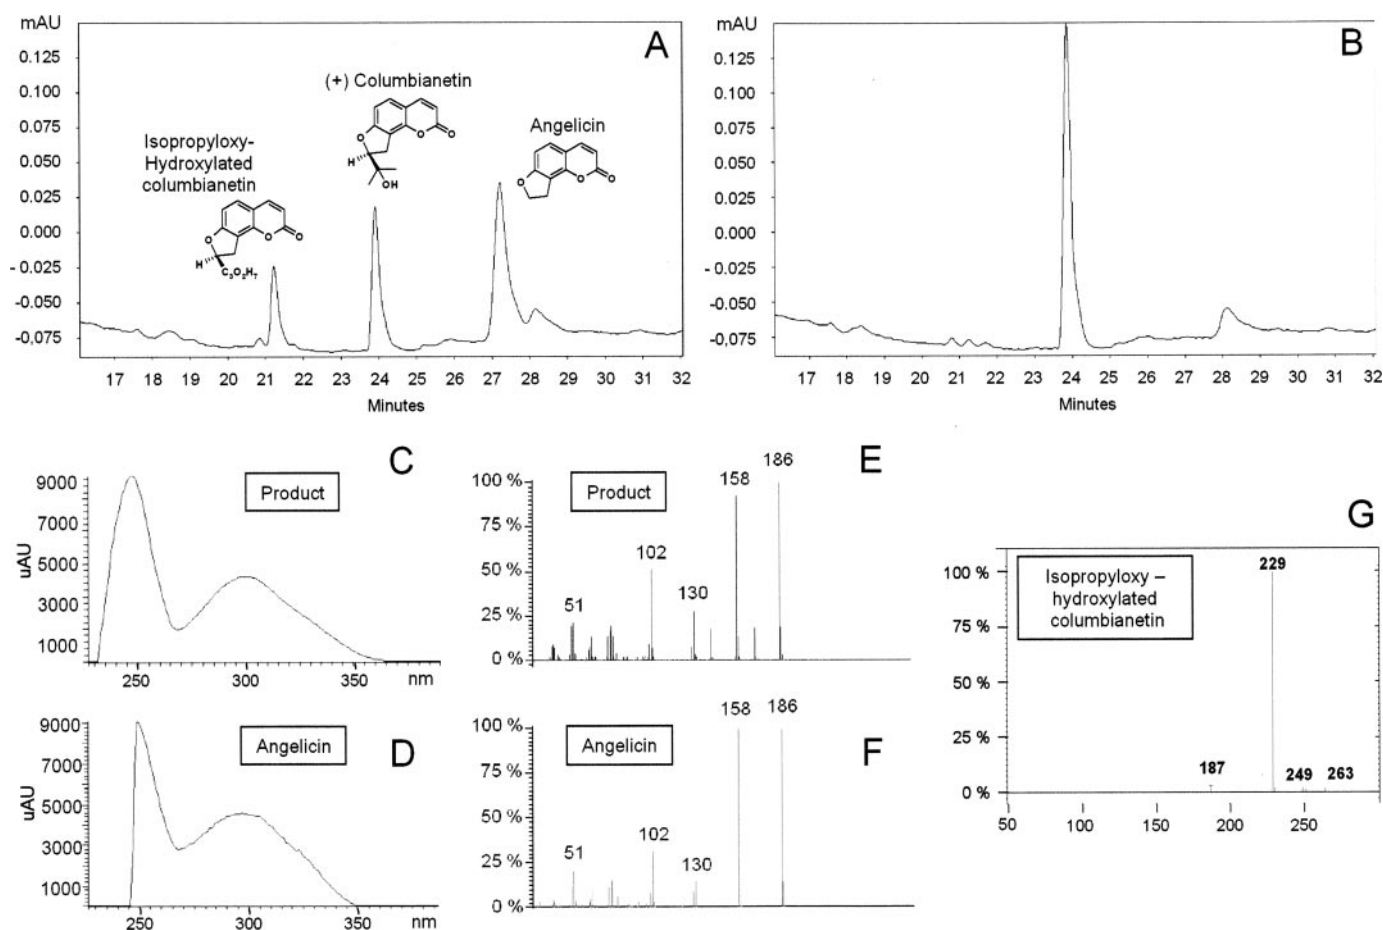 mAU
A
0.125
0.100
0.075
0.050
0.025
0.000
- 0.025
-0.050
-0,075
17 18 19 20 21 22 23 24 25 26 27 28 29 30 31 32
Minutes
Isopropyloxy-
Hydroxylated
columbianetin
(+) Columbianetin
Angelicin
O
O
O
H
C₃O₂H₇
O
O
O
H
OH
O
O
O
mAU
B
0.125
0.100
0.075
0.050
0.025
0.000
- 0.025
-0.050
-0,075
17 18 19 20 21 22 23 24 25 26 27 28 29 30 31 32
Minutes
C
Product
uAU
9000
7000
5000
3000
1000
250 300 350 nm
D
Angelicin
uAU
9000
7000
5000
3000
1000
250 300 350 nm
E
Product
100 %
75 %
50 %
25 %
0 %
51
102
130
158
186
F
Angelicin
100 %
75 %
50 %
25 %
0 %
51
102
130
158
186
G
Isopropyloxy –
hydroxylated
columbianetin
100 %
75 %
50 %
25 %
0 %
187
229
249
263
50 100 150 200 250